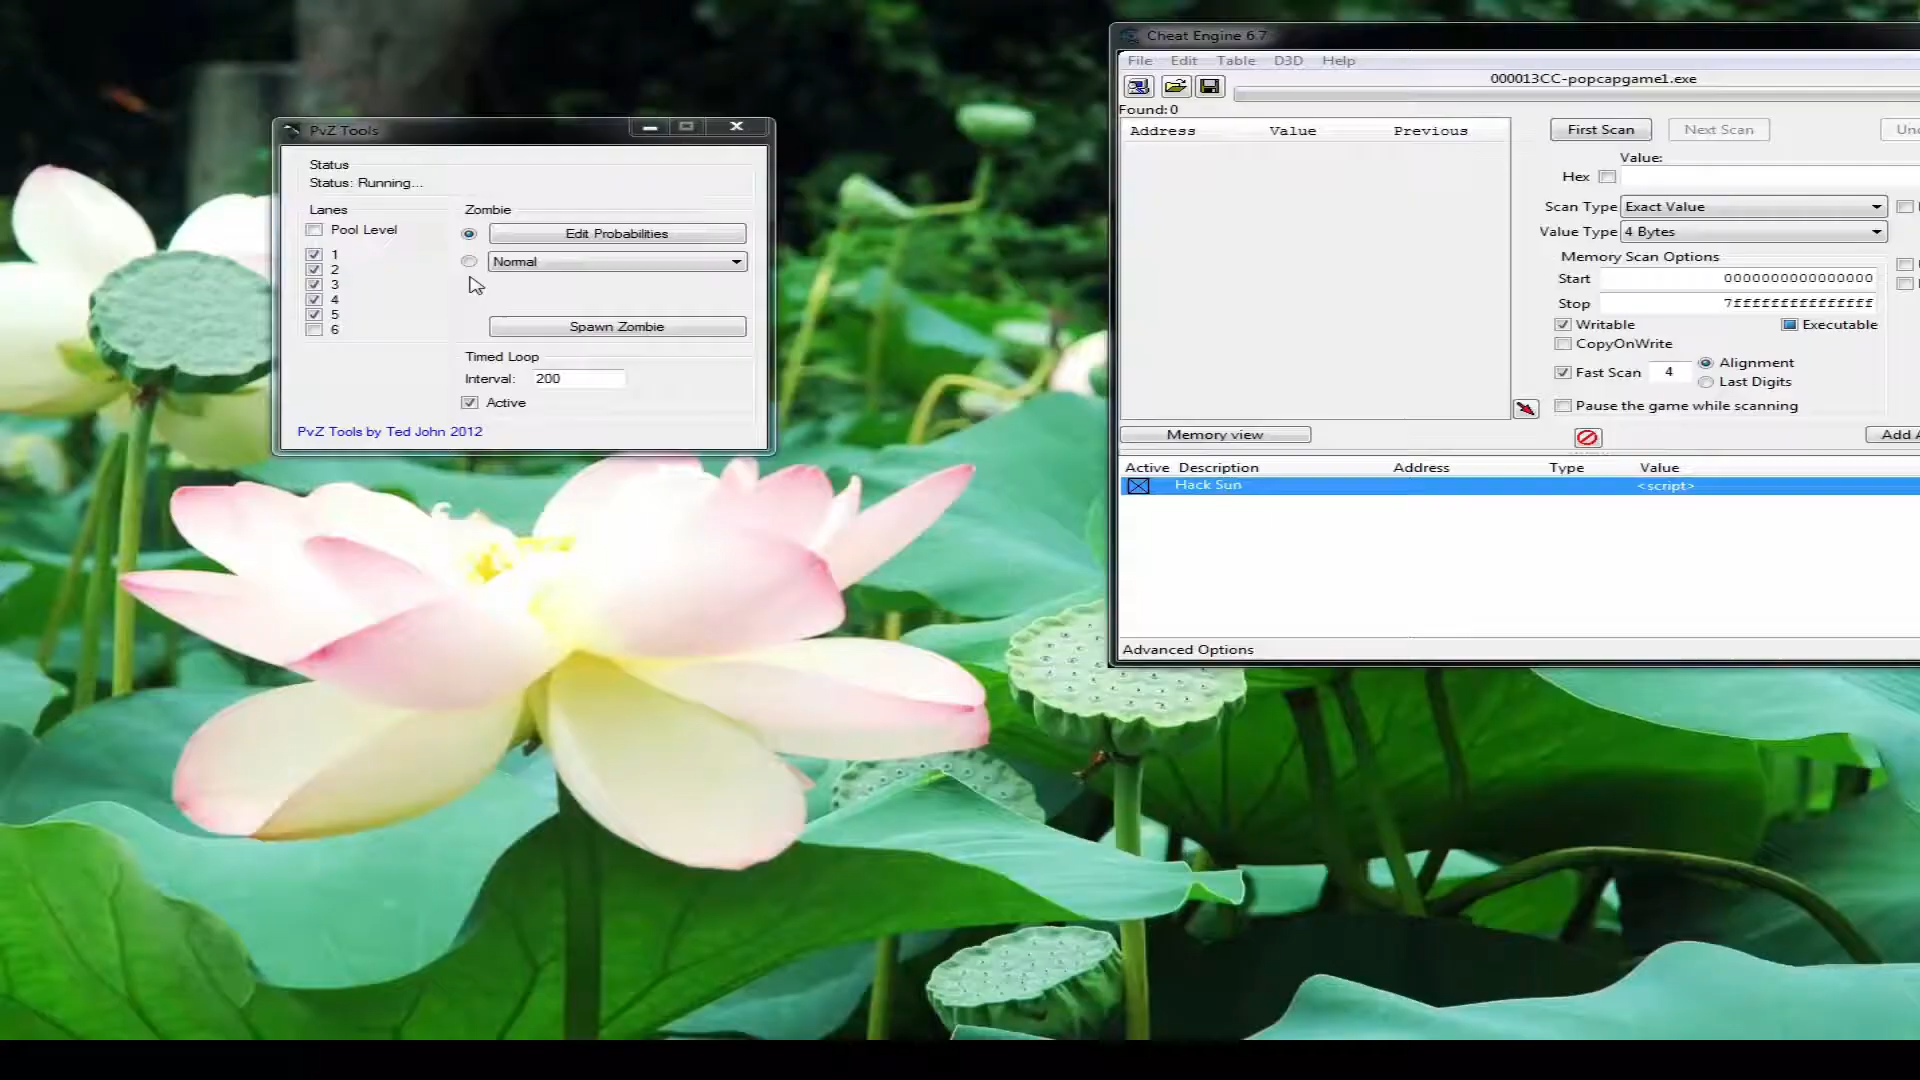 PvZ Tools
Status
Status: Running...
Lanes
Pool Level
1
2
3
4
5
6
Zombie
Edit Probabilities
Normal
Spawn Zombie
Timed Loop
Interval: 200
Active
PvZ Tools by Ted John 2012
Cheat Engine 6.7
File Edit Table D3D Help
000013CC-popcapgame1.exe
Found: 0
Address Value Previous
First Scan Next Scan
Value:
Hex
Scan Type Exact Value
Value Type 4 Bytes
Memory Scan Options
Start 0000000000000000
Stop 7fffffffffffffff
Writable Executable
CopyOnWrite
Fast Scan 4 Alignment
Last Digits
Pause the game while scanning
Memory view
Add
Active Description Address Type Value
Hack Sun <script>
Advanced Options